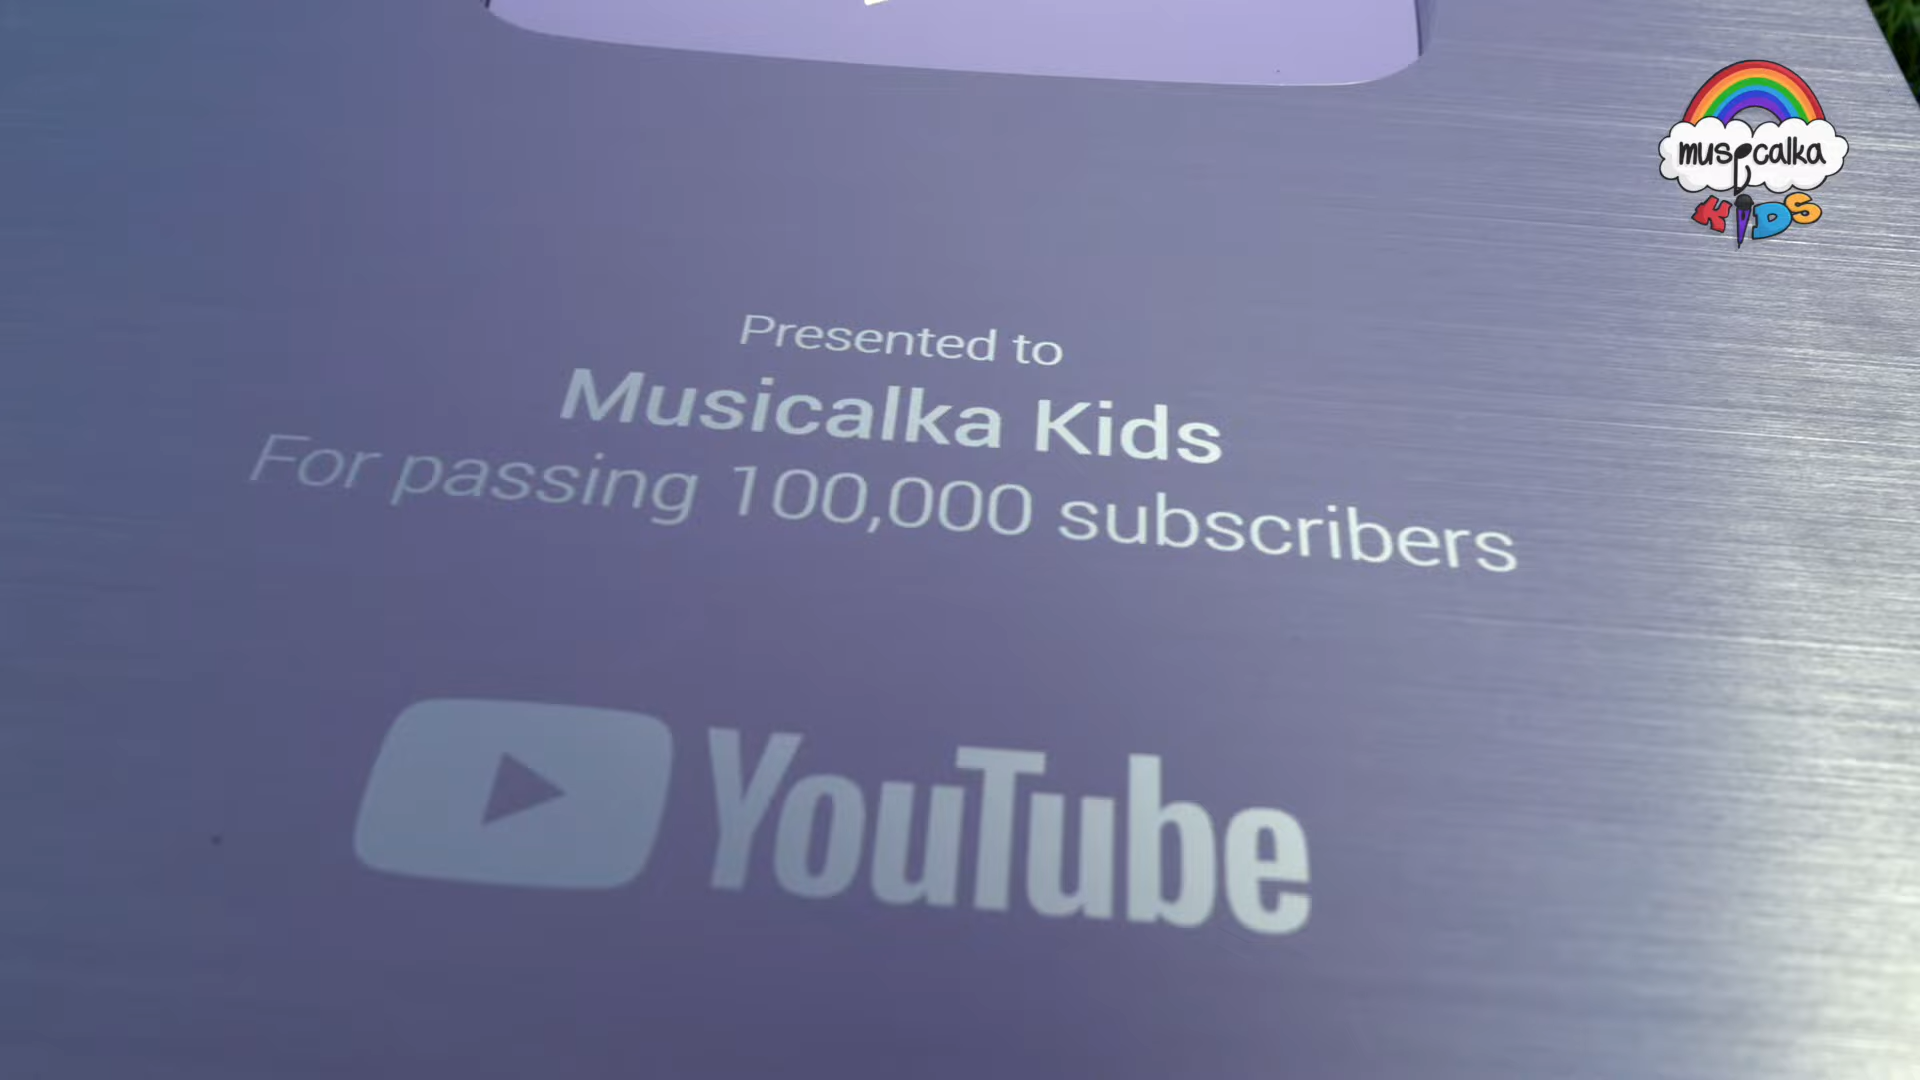 Presented to
Musicalka Kids
For passing 100,000 subscribers
YouTube
musicalka
KIDS